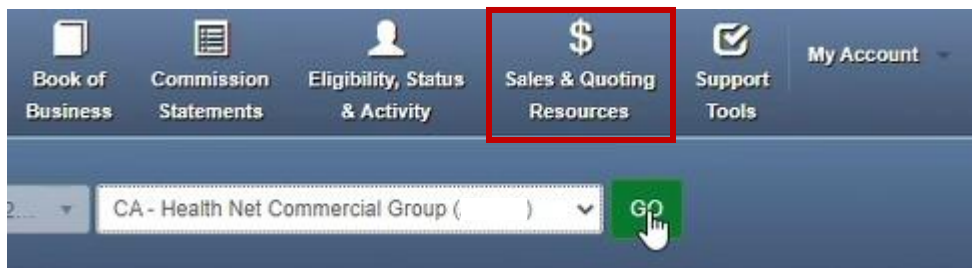 $
Book of
Business
Commission
Statements
Eligibility, Status
& Activity
Sales & Quoting
Resources
Support
Tools
My Account
2...
CA - Health Net Commercial Group ( )
GO